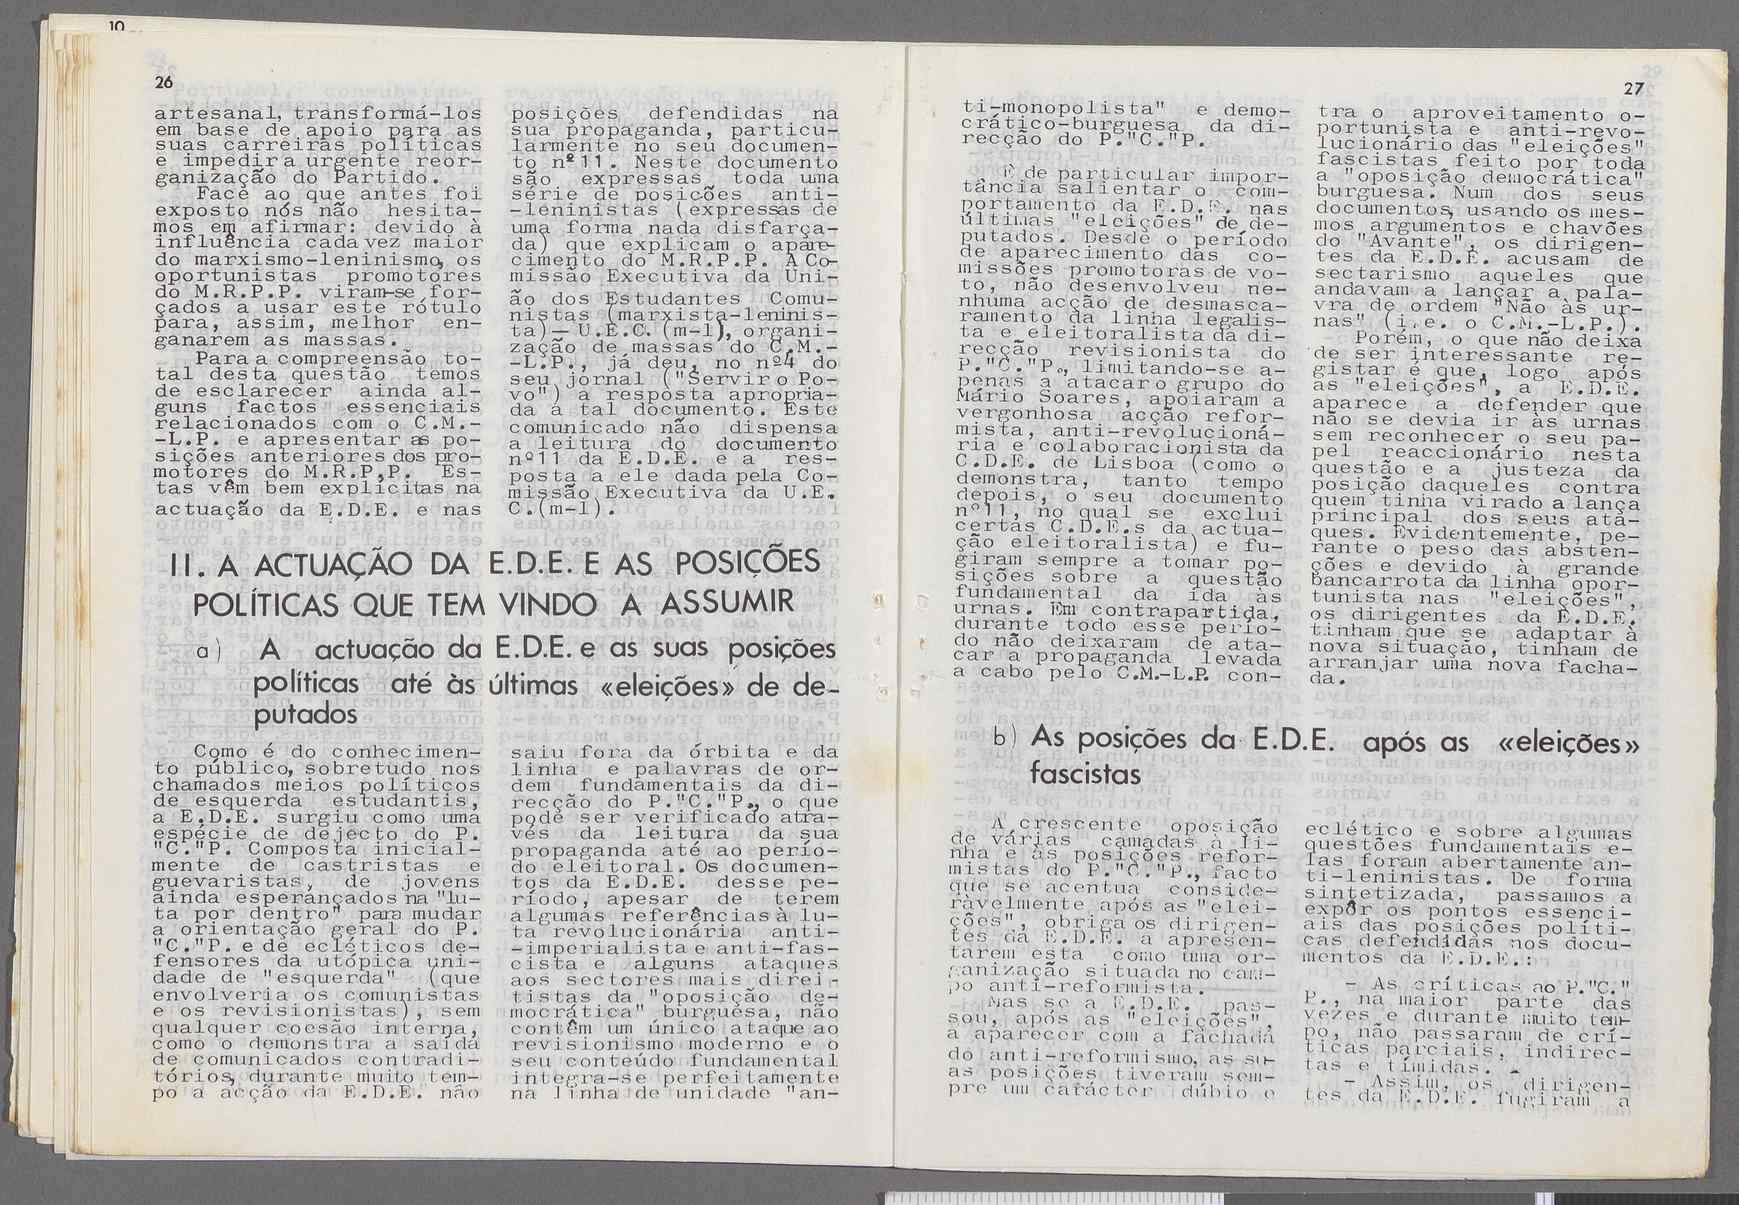 10
26
artesanal, transformá-los
em base de apoio para as
suas carreiras políticas
e impedir a urgente reor-
ganização do Partido.
Face ao que antes foi
exposto nós não hesita-
mos em afirmar: devido à
influência cada vez maior
do marxismo-leninismo, os
oportunistas promotores
do M.R.P.P. viram-se for-
çados a usar este rótulo
para, assim, melhor en-
ganarem as massas.
Para a compreensão to-
tal desta questão temos
de esclarecer ainda al-
guns factos essenciais
relacionados com o C.M.-
-L.P. e apresentar as po-
sições anteriores dos pro-
motores do M.R.P.P. Es-
tas vêm bem explícitas na
actuação da E.D.E. e nas
posições defendidas na
sua propaganda, particu-
larmente no seu documen-
to nº11. Neste documento
são expressas toda uma
série de posições anti-
-leninistas (expressas de
uma forma nada disfarça-
da) que explicam o apare-
cimento do M.R.P.P. A Co-
missão Executiva da Uni-
ão dos Estudantes Comu-
nistas (marxista-leninis-
ta)— U.E.C. (m-l), organi-
zação de massas do C.M.-
-L.P., já deu, no nº4 do
seu jornal ("Servir o Po-
vo") a resposta apropria-
da a tal documento. Este
comunicado não dispensa
a leitura do documento
nº11 da E.D.E. e a res-
posta a ele dada pela Co-
missão Executiva da U.E.
C.(m-l).
II. A ACTUAÇÃO DA E.D.E. E AS POSIÇÕES
POLÍTICAS QUE TEM VINDO A ASSUMIR
a) A actuação da E.D.E. e as suas posições
políticas até às últimas «eleições» de de-
putados
Como é do conhecimen-
to público, sobretudo nos
chamados meios políticos
de esquerda estudantis,
a E.D.E. surgiu como uma
espécie de dejecto do P.
"C."P. Composta inicial-
mente de castristas e
guevaristas, de jovens
ainda esperançados na "lu-
ta por dentro" para mudar
a orientação geral do P.
"C."P. e de ecléticos de-
fensores da utópica uni-
dade de "esquerda" (que
envolveria os comunistas
e os revisionistas), sem
qualquer coesão interna,
como o demonstra a saída
de comunicados contradi-
tórios, durante muito tem-
po a acção da E.D.E. não
saiu fora da órbita e da
linha e palavras de or-
dem fundamentais da di-
recção do P."C."P., o que
pode ser verificado atra-
vés da leitura da sua
propaganda até ao perío-
do eleitoral. Os documen-
tos da E.D.E. desse pe-
ríodo, apesar de terem
algumas referências à lu-
ta revolucionária anti-
-imperialista e anti-fas-
cista e alguns ataques
aos sectores mais direi-
tistas da "oposição de-
mocrática" burguesa, não
contêm um único ataque ao
revisionismo moderno e o
seu conteúdo fundamental
integra-se perfeitamente
na linha de unidade "an-
27
ti-monopolista" e demo-
crático-burguesa da di-
recção do P."C."P.
È de particular impor-
tância salientar o com-
portamento da E.D.E. nas
últimas "eleições" de de-
putados. Desde o período
de aparecimento das co-
missões promotoras de vo-
to, não desenvolveu ne-
nhuma acção de desmasca-
ramento da linha legalis-
ta e eleitoralista da di-
recção revisionista do
P."C."P., limitando-se a-
penas a atacar o grupo do
Mário Soares, apoiaram a
vergonhosa acção refor-
mista, anti-revolucioná-
ria e colaboracionista da
C.D.E. de Lisboa (como o
demonstra, tanto tempo
depois, o seu documento
nº11, no qual se exclui
certas C.D.E.s da actua-
ção eleitoralista) e fu-
giram sempre a tomar po-
sições sobre a questão
fundamental da ida às
urnas. Em contrapartida,
durante todo esse perío-
do não deixaram de ata-
car a propaganda levada
a cabo pelo C.M.-L.P. con-
tra o aproveitamento o-
portunista e anti-revo-
lucionário das "eleições"
fascistas feito por toda
a "oposição democrática"
burguesa. Num dos seus
documentos, usando os mes-
mos argumentos e chavões
do "Avante", os dirigen-
tes da E.D.E. acusam de
sectarismo aqueles que
andavam a lançar a pala-
vra de ordem "Não às ur-
nas" (i.e. o C.M.-L.P.).
Porém, o que não deixa
de ser interessante re-
gistar é que, logo após
as "eleições", a E.D.E.
aparece a defender que
não se devia ir às urnas
sem reconhecer o seu pa-
pel reaccionário nesta
questão e a justeza da
posição daqueles contra
quem tinha virado a lança
principal dos seus ata-
ques. Evidentemente, pe-
rante o peso das absten-
ções e devido à grande
bancarrota da linha opor-
tunista nas "eleições",
os dirigentes da E.D.E.
tinham que se adaptar à
nova situação, tinham de
arranjar uma nova facha-
da.
b) As posições da E.D.E. após as «eleições»
fascistas
A crescente oposição
de várias camadas à li-
nha e às posições refor-
mistas do P."C."P., facto
que se acentua conside-
ràvelmente após as "elei-
ções", obriga os dirigen-
tes da E.D.E. a apresen-
tarem esta como uma or-
ganização situada no cam-
po anti-reformista.
Mas se a E.D.E. pas-
sou, após as "eleições",
a aparecer com a fachada
do anti-reformismo, as su-
as posições tiveram sem-
pre um carácter dúbio e
eclético e sobre algumas
questões fundamentais e-
las foram abertamente an-
ti-leninistas. De forma
sintetizada, passamos a
expôr os pontos essenci-
ais das posições políti-
cas defendidas nos docu-
mentos da E.D.E.:
- As críticas ao P."C."
P., na maior parte das
vezes e durante muito tem-
po, não passaram de crí-
ticas parciais, indirec-
tas e tímidas.
- Assim, os dirigen-
tes da E.D.E. fugiram a